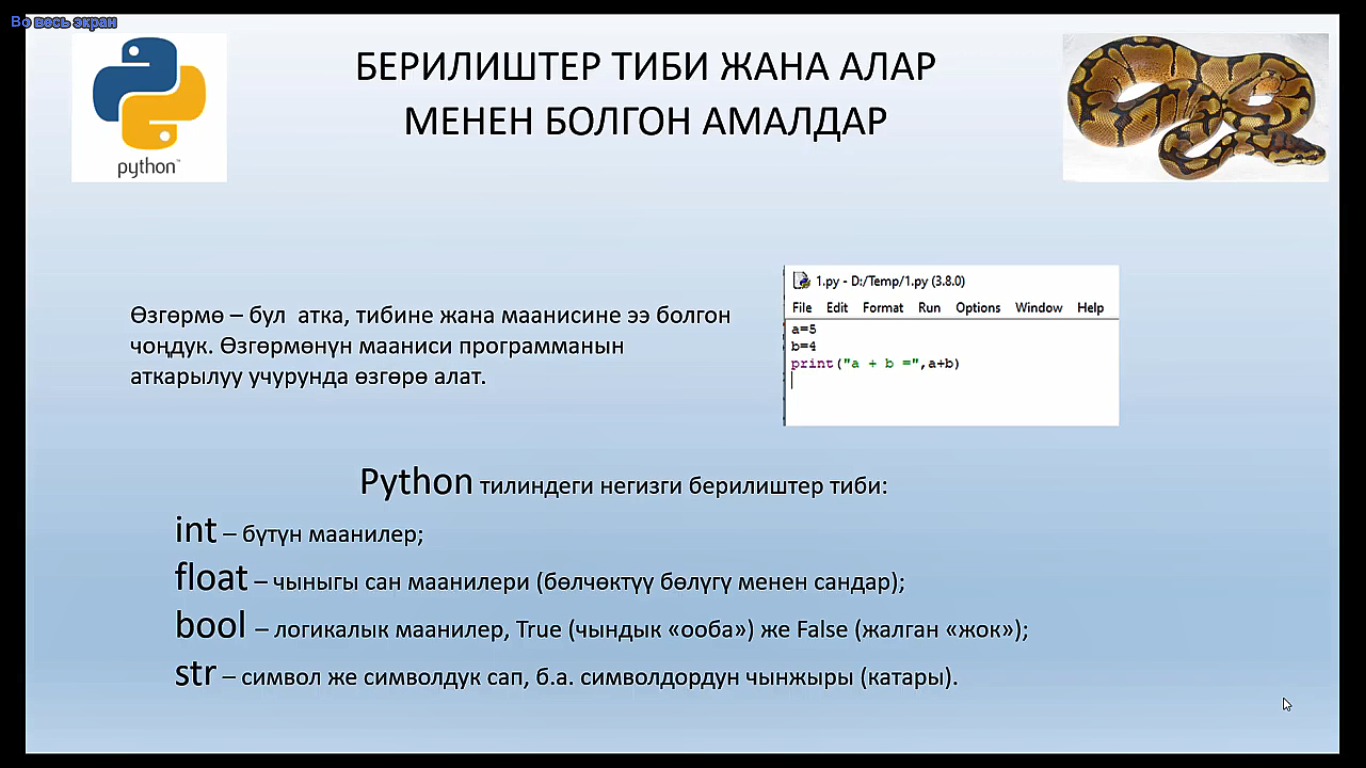 Во весь экран
python™
БЕРИЛИШТЕР ТИБИ ЖАНА АЛАР
МЕНЕН БОЛГОН АМАЛДАР
Өзгөрмө – бул атка, тибине жана маанисине ээ болгон
чоңдук. Өзгөрмөнүн мааниси программанын
аткарылуу учурунда өзгөрө алат.
1.py - D:/Temp/1.py (3.8.0)
File Edit Format Run Options Window Help
a=5
b=4
print("a + b =",a+b)
Python тилиндеги негизги берилиштер тиби:
int – бүтүн маанилер;
float – чыныгы сан маанилери (бөлчөктүү бөлүгү менен сандар);
bool – логикалык маанилер, True (чындык «ооба») же False (жалган «жок»);
str – символ же символдук сап, б.а. символдордун чынжыры (катары).